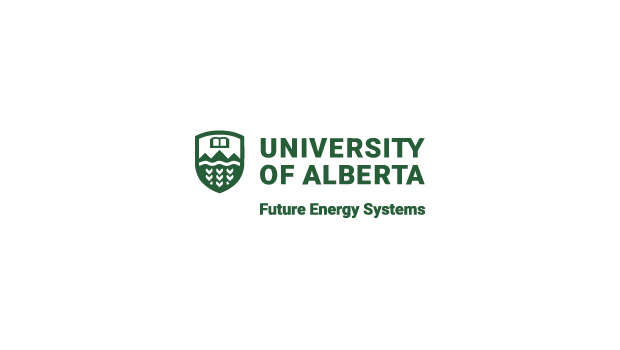 UNIVERSITY
OF ALBERTA
Future Energy Systems